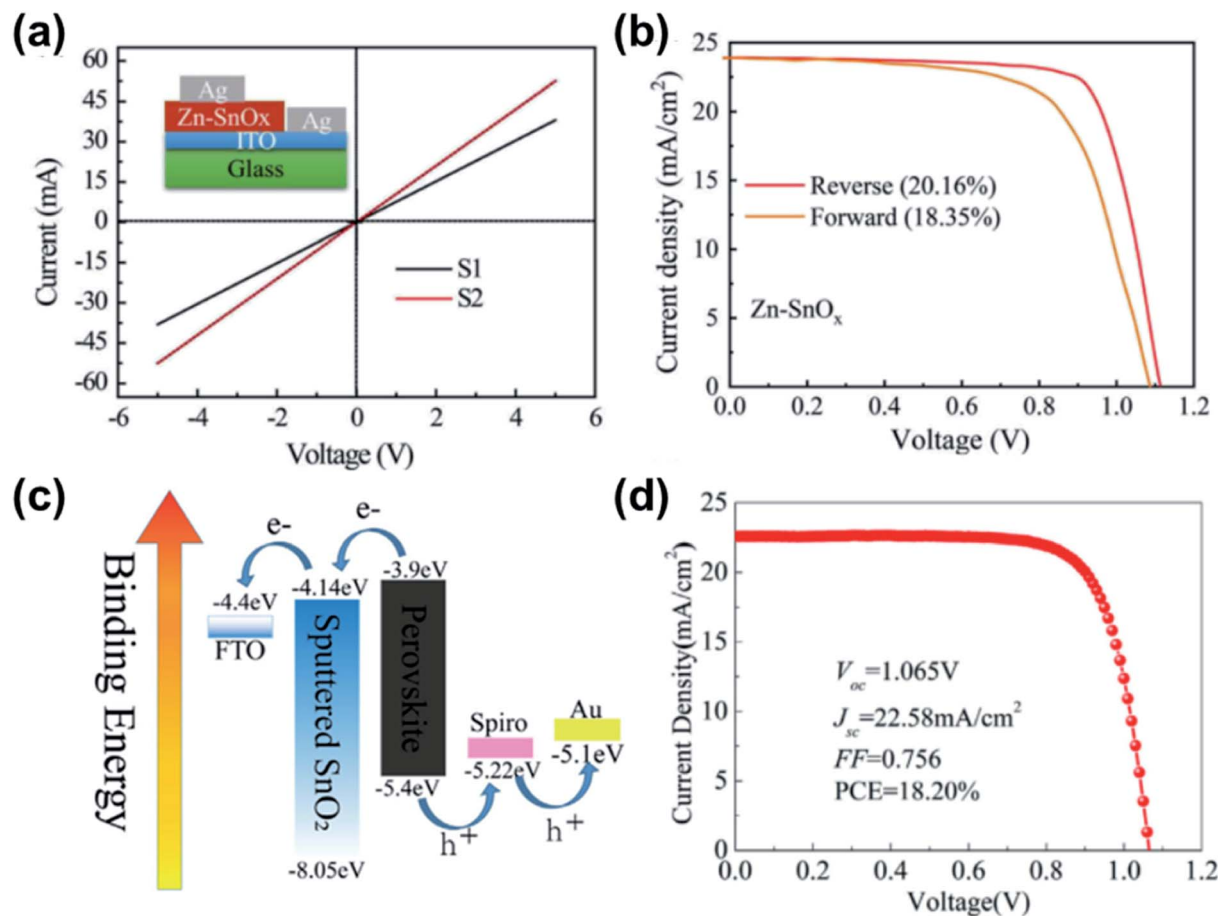 (a)
60
45
30
15
0
-15
-30
-45
-60
Current (mA)
Ag
Zn-SnOx
Ag
ITO
Glass
S1
S2
-6 -4 -2 0 2 4 6
Voltage (V)
(b)
25
20
15
10
5
0
Current density (mA/cm²)
Reverse (20.16%)
Forward (18.35%)
Zn-SnOₓ
0.0 0.2 0.4 0.6 0.8 1.0 1.2
Voltage (V)
(c)
Binding Energy
e-
e-
-4.4eV
FTO
-4.14eV
Sputtered SnO₂
-8.05eV
-3.9eV
Perovskite
-5.4eV
Spiro
-5.22eV
Au
-5.1eV
h⁺
h⁺
(d)
25
20
15
10
5
0
Current Density(mA/cm²)
Voc=1.065V
Jsc=22.58mA/cm²
FF=0.756
PCE=18.20%
0.0 0.2 0.4 0.6 0.8 1.0 1.2
Voltage(V)